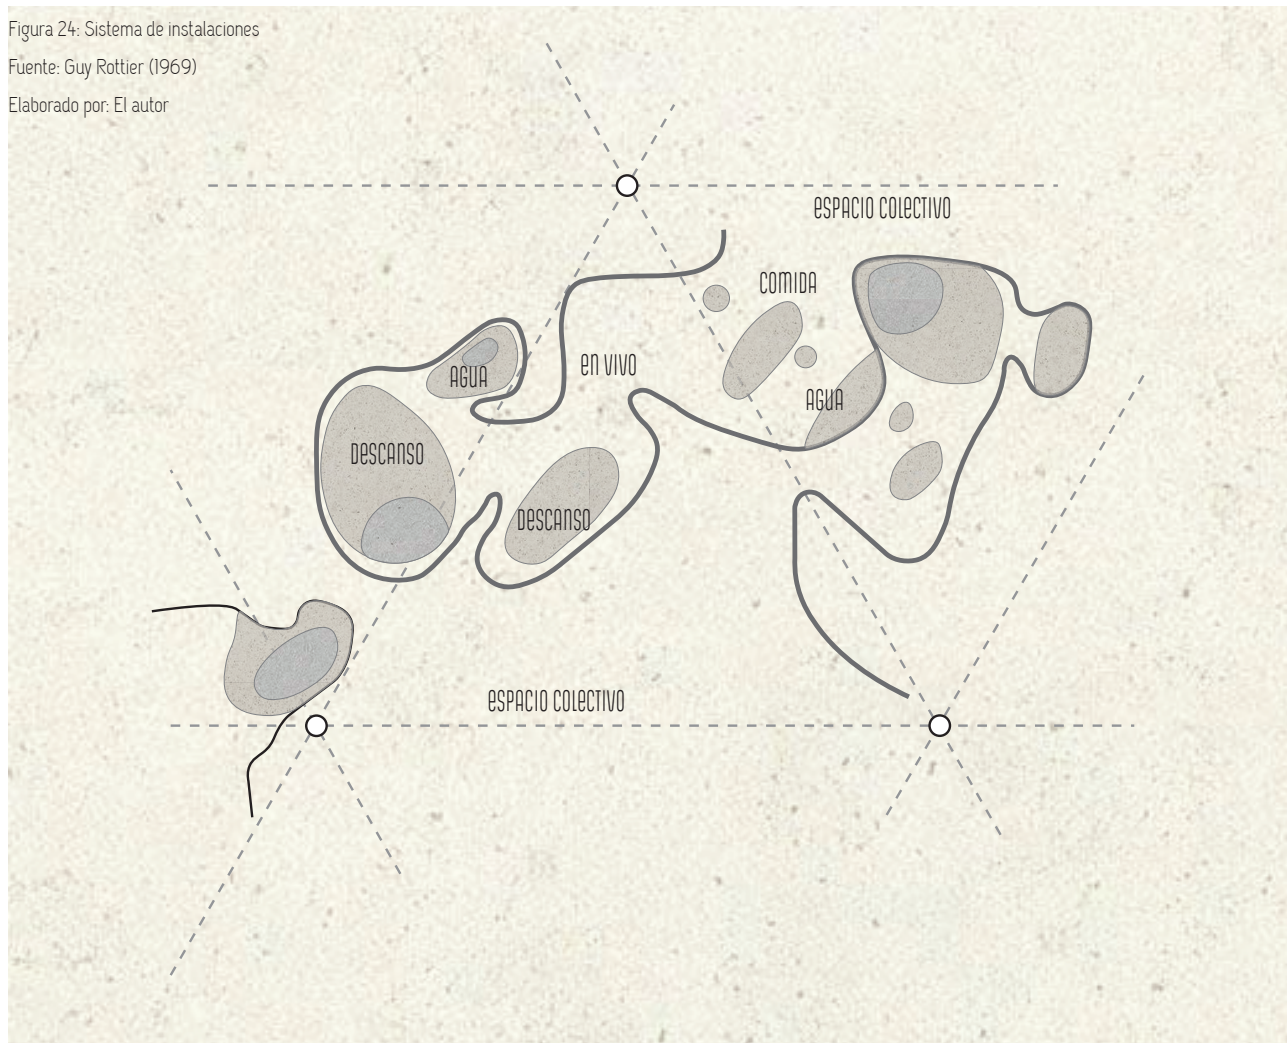 Figura 24: Sistema de instalaciones
Fuente: Guy Rottier (1969)
Elaborado por: El autor
ESPACIO COLECTIVO
COMIDA
EN VIVO
AGUA
AGUA
DESCANSO
DESCANSO
ESPACIO COLECTIVO